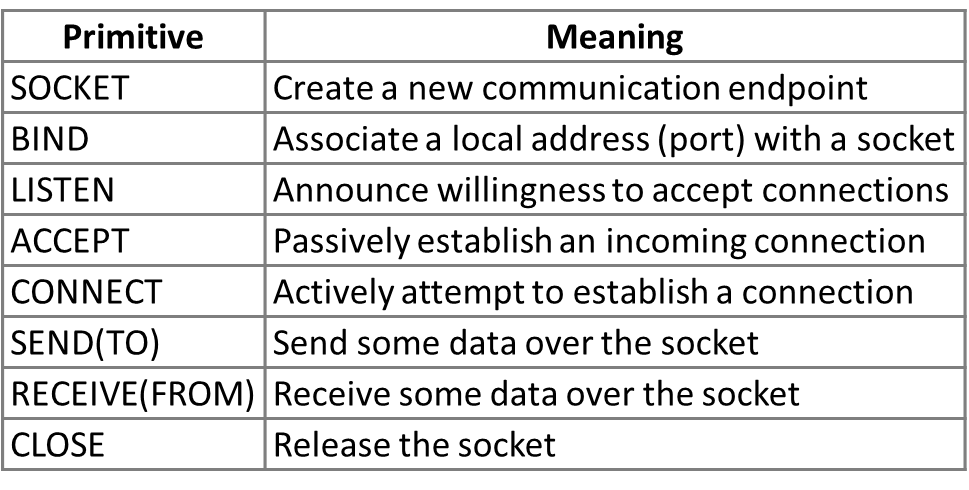 Primitive Meaning
SOCKET Create a new communication endpoint
BIND Associate a local address (port) with a socket
LISTEN Announce willingness to accept connections
ACCEPT Passively establish an incoming connection
CONNECT Actively attempt to establish a connection
SEND(TO) Send some data over the socket
RECEIVE(FROM) Receive some data over the socket
CLOSE Release the socket